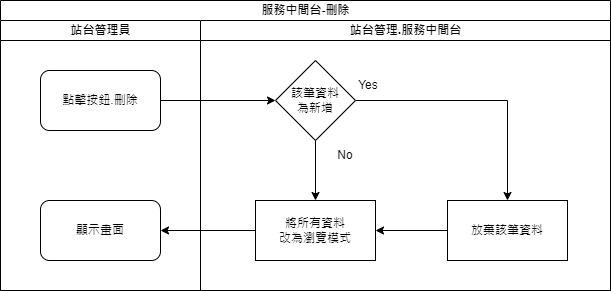 服務中間台-刪除
站台管理員
站台管理.服務中間台
點擊按鈕.刪除
該筆資料
為新增
Yes
No
顯示畫面
將所有資料
改為瀏覽模式
放棄該筆資料